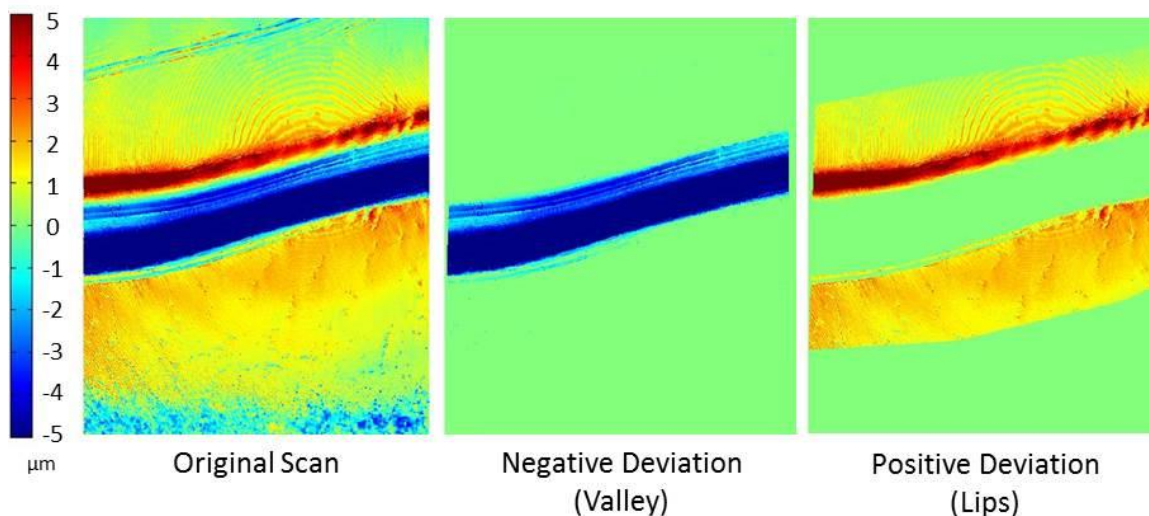 5
4
3
2
1
0
-1
-2
-3
-4
-5
µm
Original Scan
Negative Deviation
(Valley)
Positive Deviation
(Lips)